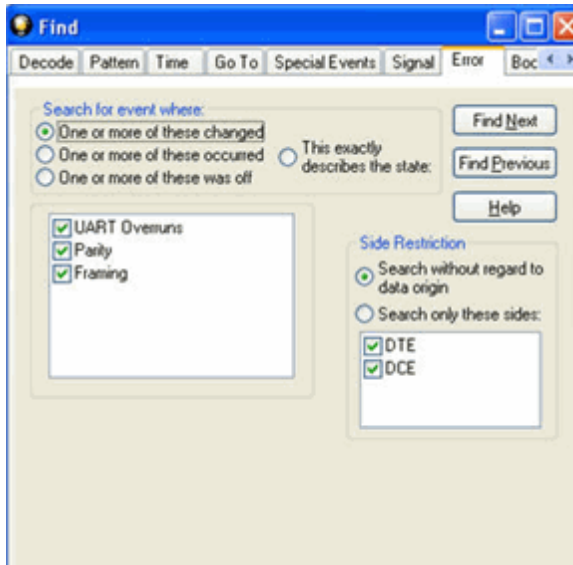 Find
Decode Pattern Time Go To Special Events Signal Error Boo
Search for event where:
One or more of these changed
One or more of these occurred
One or more of these was off
This exactly
describes the state:
Find Next
Find Previous
Help
UART Overruns
Parity
Framing
Side Restriction
Search without regard to
data origin
Search only these sides:
DTE
DCE